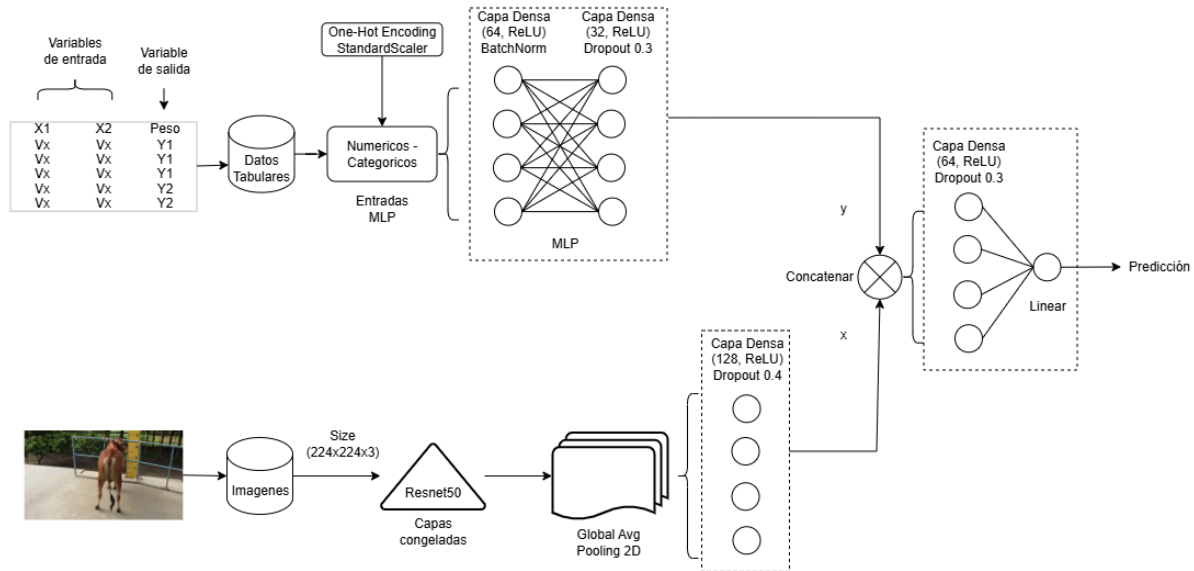 Variables
de entrada
Variable
de salida
X1 X2 Peso
Vx Vx Y1
Vx Vx Y1
Vx Vx Y1
Vx Vx Y2
Vx Vx Y2
Datos
Tabulares
One-Hot Encoding
StandardScaler
Numericos -
Categoricos
Entradas
MLP
Capa Densa
(64, ReLU)
BatchNorm
Capa Densa
(32, ReLU)
Dropout 0.3
MLP
y
Concatenar
x
Capa Densa
(64, ReLU)
Dropout 0.3
Linear
Predicción
Imagenes
Size
(224x224x3)
Resnet50
Capas
congeladas
Global Avg
Pooling 2D
Capa Densa
(128, ReLU)
Dropout 0.4